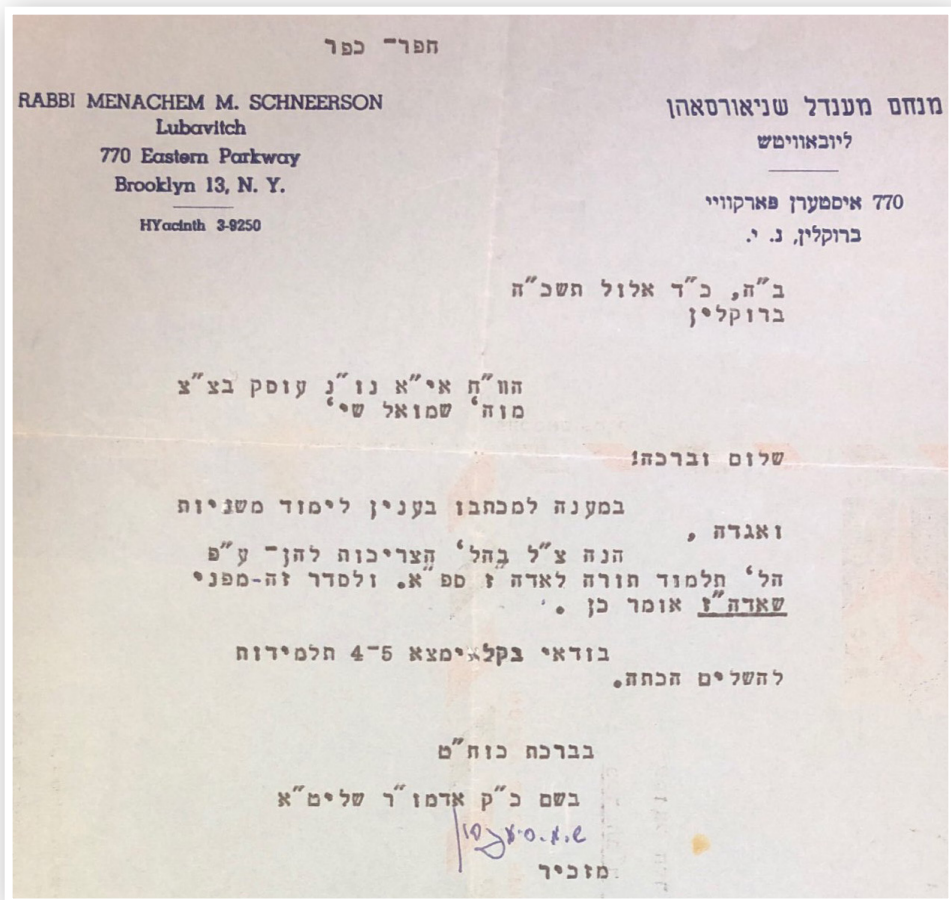 חפר- כפר
RABBI MENACHEM M. SCHNEERSON
Lubavitch
770 Eastern Parkway
Brooklyn 13, N. Y.
HYacinth 3-9250
מנחם מענדל שניאורסאהן
ליובאוויטש
770 איסטערן פארקוויי
ברוקלין, נ. י.
ב"ה, כ"ד אלול תשכ"ה
ברוקלין
הוו"ח אי"א נו"נ עוסק בצ"צ
מוה' שמואל שי'
שלום וברכה!
במענה למכתבו בענין לימוד משניות
ואגדה ,
הנה צ"ל בהל' הצריכות להן- ע"פ
הל' תלמוד תורה לאדה"ז ספ"א. ולסדר זה-מפני
שאדה"ז אומר כן .
בודאי בקל ימצא 4-5 תלמידות
להשלים הכתה.
בברכת כוח"ט
בשם כ"ק אדמו"ר שליט"א
מזכיר